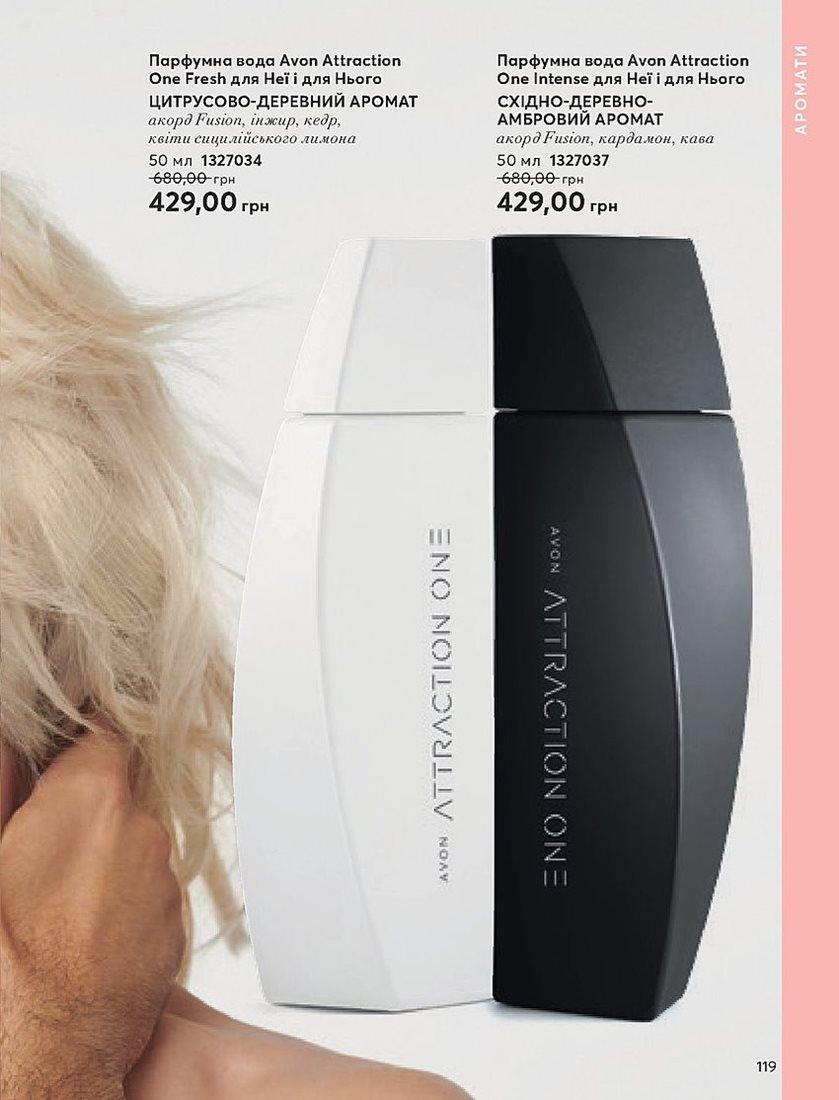 Парфумна вода Avon Attraction
One Fresh для Неї і для Нього
ЦИТРУСОВО-ДЕРЕВНИЙ АРОМАТ
акорд Fusion, інжир, кедр,
квіти сицилійського лимона
50 мл 1327034
680,00 грн
429,00 грн
Парфумна вода Avon Attraction
One Intense для Неї і для Нього
СХІДНО-ДЕРЕВНО-
АМБРОВИЙ АРОМАТ
акорд Fusion, кардамон, кава
50 мл 1327037
680,00 грн
429,00 грн
АРОМАТИ
AVON ATTRACTION ONE
AVON ATTRACTION ONE
119